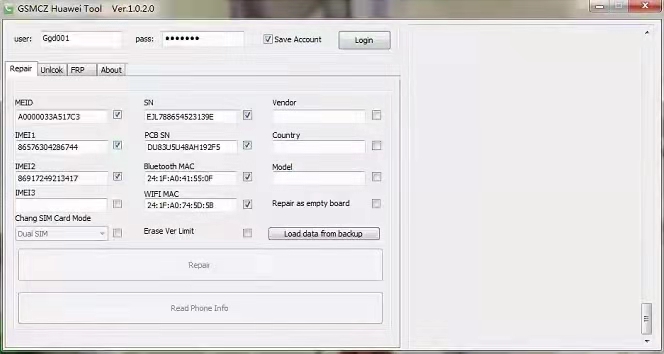 GSMCZ Huawei Tool Ver.1.0.2.0
user: Ggd001 pass: ••••••• Save Account Login
Repair Unlcok FRP About
MEID SN Vendor
A0000033A517C3 EJL788654523139E
IMEI1 PCB SN Country
86576304286744 DU83U5U48AH192F5
IMEI2 Bluetooth MAC Model
86917249213417 24:1F:A0:41:55:0F
IMEI3 WIFI MAC
24:1F:A0:74:5D:5B Repair as empty board
Chang SIM Card Mode
Dual SIM Erase Ver Limit Load data from backup
Repair
Read Phone Info